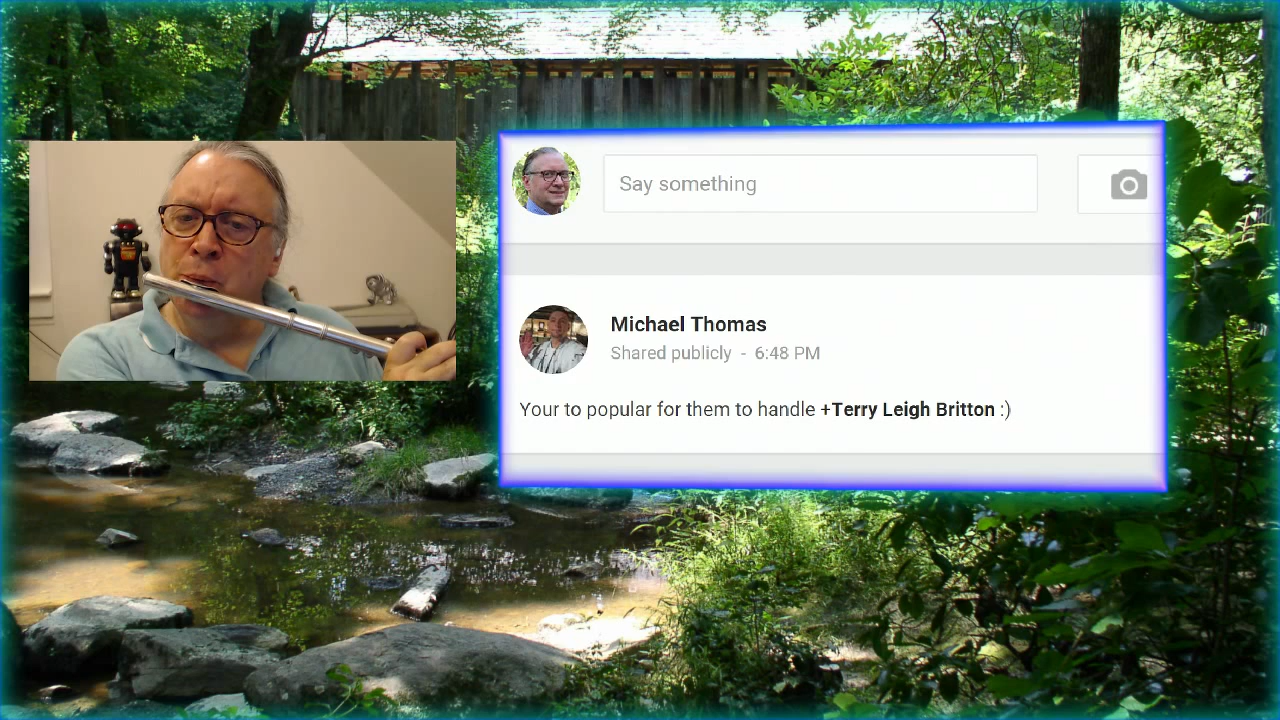 Say something
Michael Thomas
Shared publicly - 6:48 PM
Your to popular for them to handle +Terry Leigh Britton :)